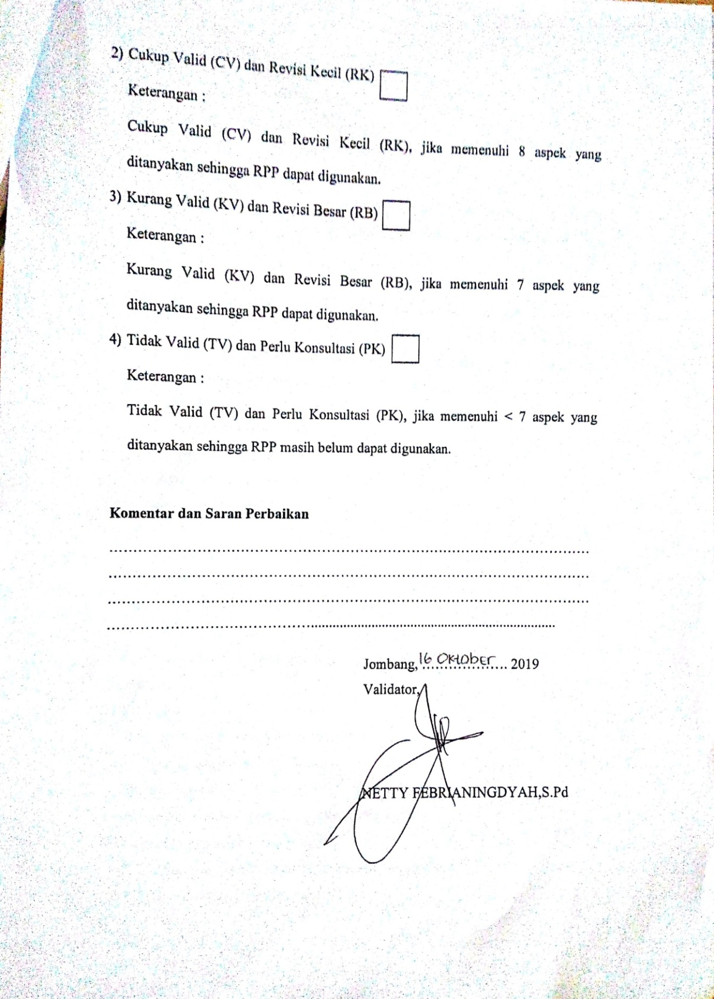 2) Cukup Valid (CV) dan Revisi Kecil (RK)
Keterangan :
Cukup Valid (CV) dan Revisi Kecil (RK), jika memenuhi 8 aspek yang
ditanyakan sehingga RPP dapat digunakan.
3) Kurang Valid (KV) dan Revisi Besar (RB)
Keterangan :
Kurang Valid (KV) dan Revisi Besar (RB), jika memenuhi 7 aspek yang
ditanyakan sehingga RPP dapat digunakan.
4) Tidak Valid (TV) dan Perlu Konsultasi (PK)
Keterangan :
Tidak Valid (TV) dan Perlu Konsultasi (PK), jika memenuhi < 7 aspek yang
ditanyakan sehingga RPP masih belum dapat digunakan.
Komentar dan Saran Perbaikan
Jombang, 16 Oktober 2019
Validator,
NETTY FEBRIANINGDYAH,S.Pd